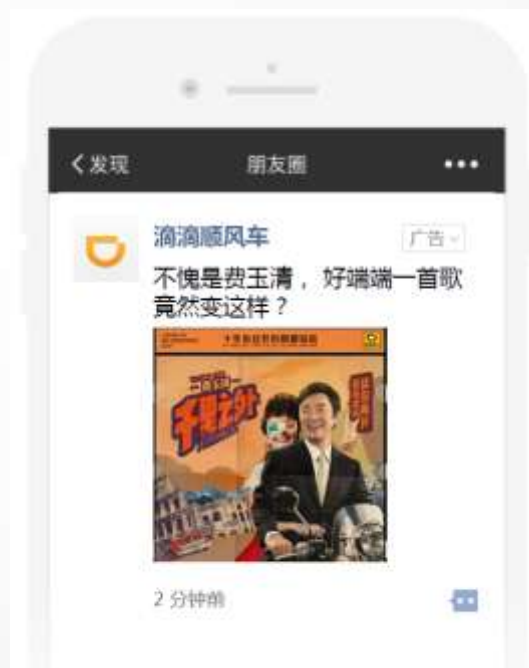 发现
朋友圈
滴滴顺风车
广告
不愧是费玉清，好端端一首歌
竟然变这样？
千里之外
2 分钟前